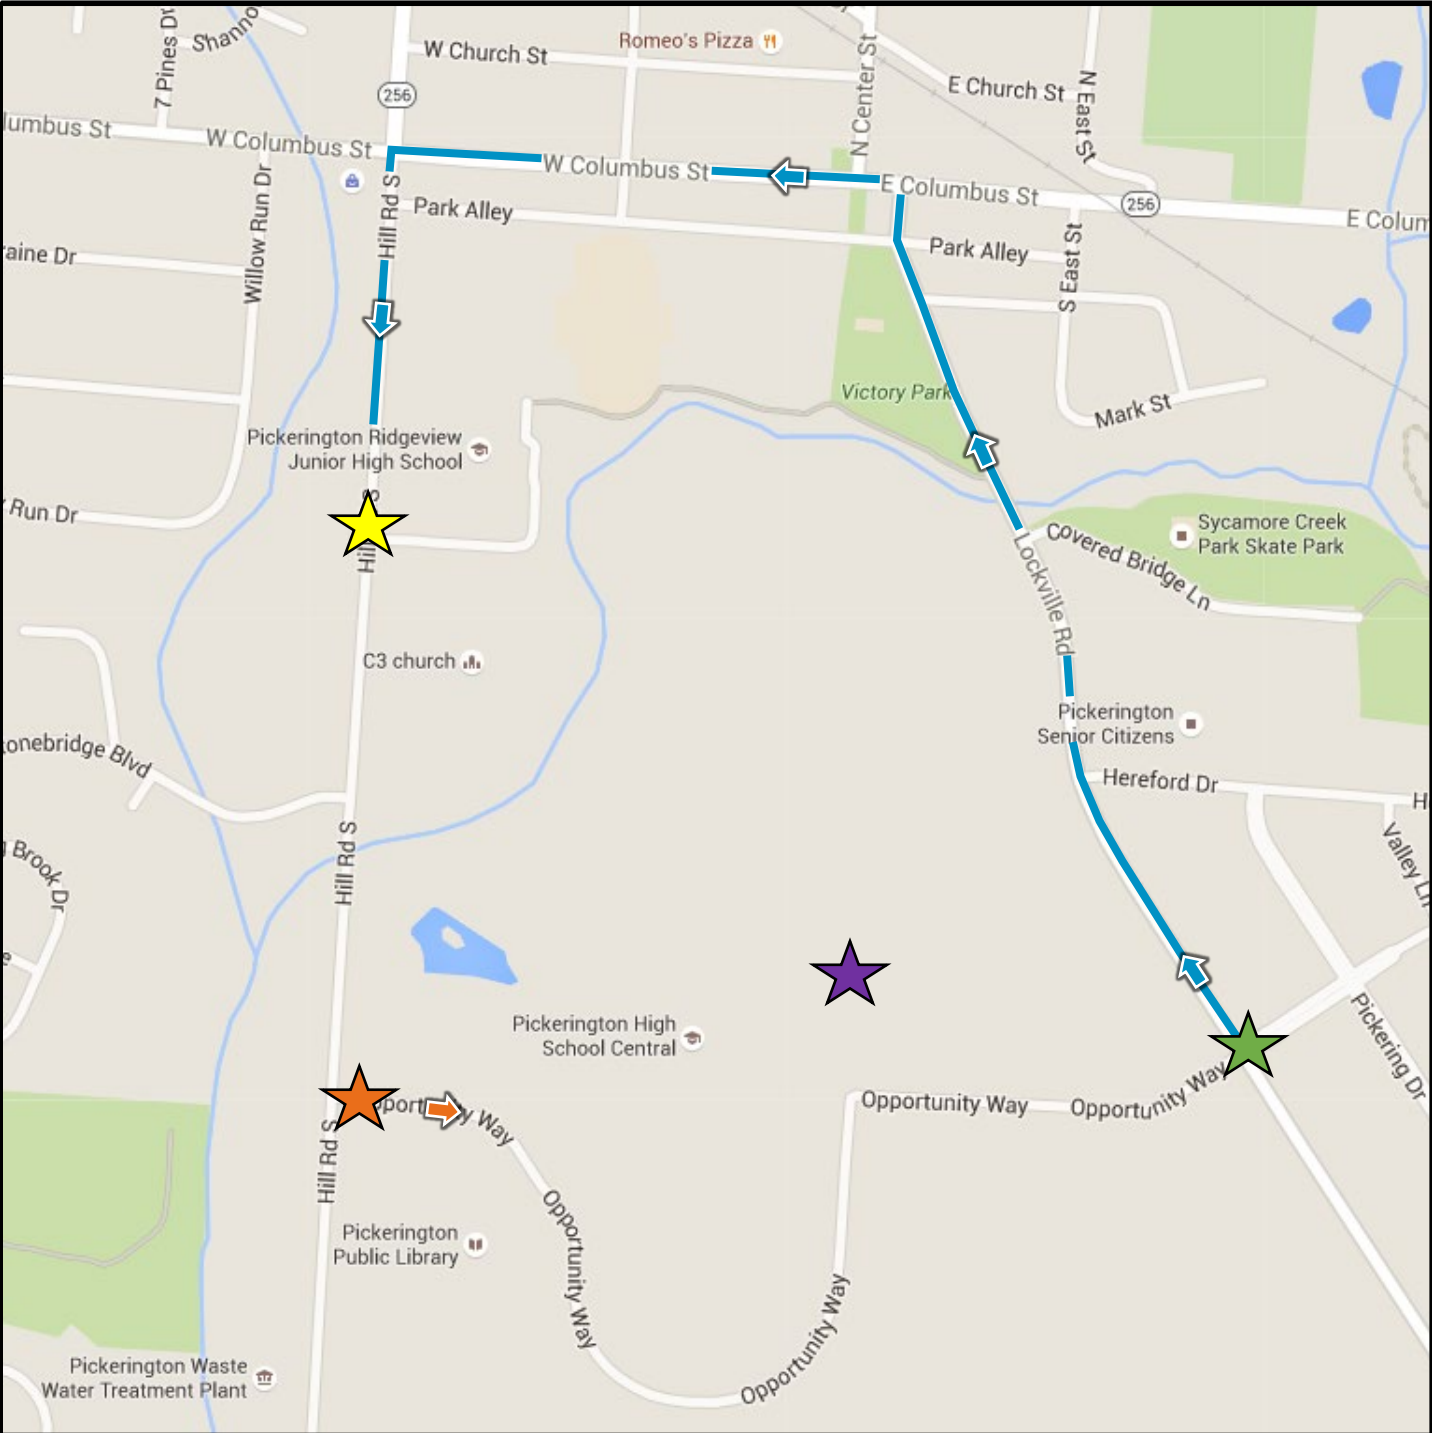 Shanno
7 Pines Dr
W Church St
Romeo's Pizza
256
N Center St
E Church St
N East St
lumbus St
W Columbus St
W Columbus St
E Columbus St
256
E Colum
Willow Run Dr
Hill Rd S
Park Alley
Park Alley
S East St
raine Dr
Victory Park
Mark St
Pickerington Ridgeview
Junior High School
Run Dr
Hil
S
Sycamore Creek
Park Skate Park
Covered Bridge Ln
Lockville Rd
C3 church
Pickerington
Senior Citizens
tonebridge Blvd
Hereford Dr
H
Valley Ln
Hill Rd S
g Brook Dr
e
Pickerington High
School Central
Pickering Dr
Opportunity Way
Opportunity Way
Opportunity Way
Hill Rd S
Opportunity Way
Pickerington
Public Library
Opportunity Way
Pickerington Waste
Water Treatment Plant